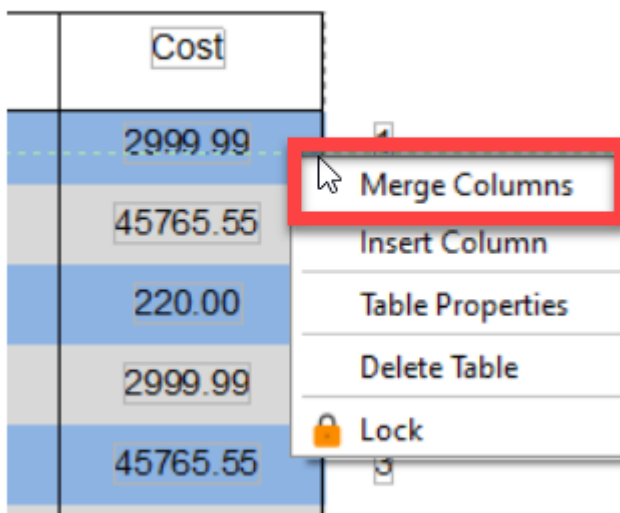 Cost
2999.99
Merge Columns
45765.55
Insert Column
220.00
Table Properties
2999.99
Delete Table
Lock
45765.55
3